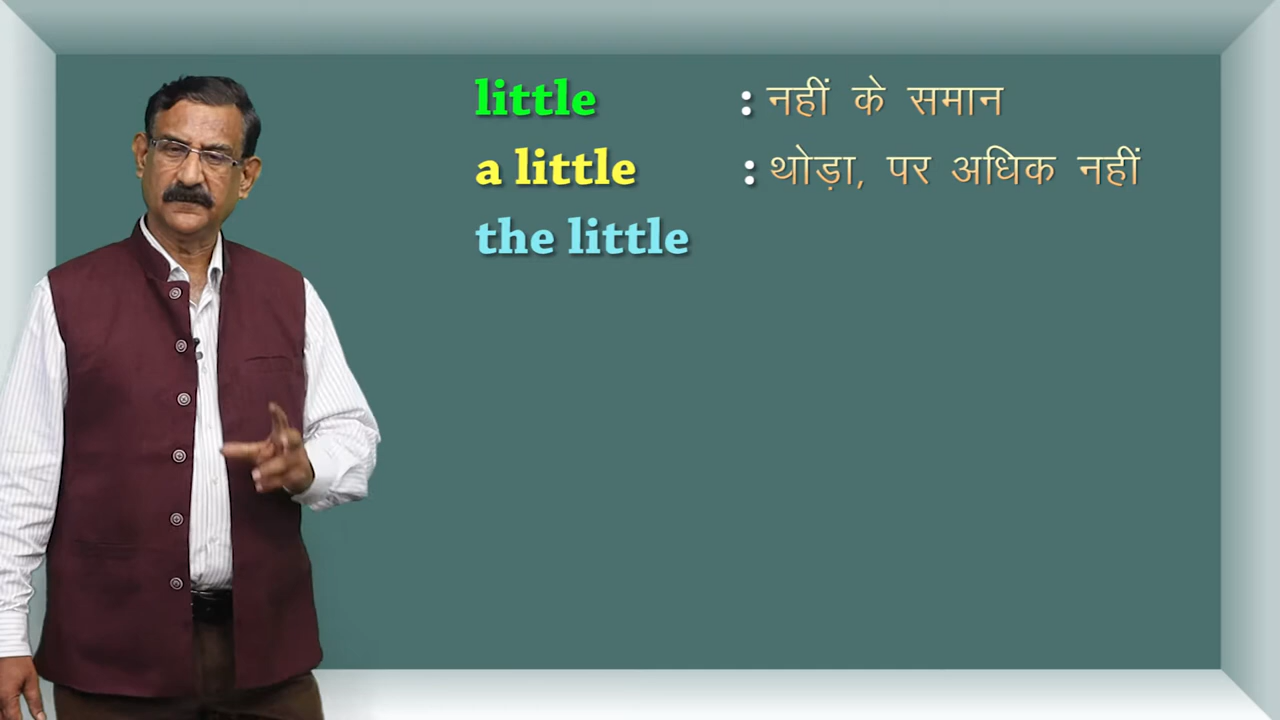 little : नहीं के समान
a little : थोड़ा, पर अधिक नहीं
the little